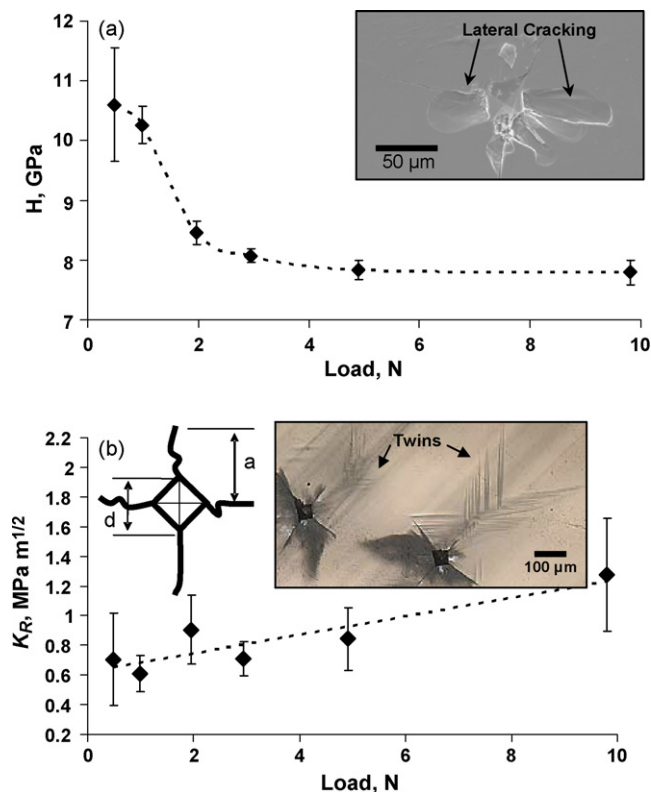 (a)
12
11
10
9
8
7
H, GPa
0 2 4 6 8 10
Load, N
Lateral Cracking
50 µm
(b)
2.2
2
1.8
1.6
1.4
1.2
1
0.8
0.6
0.4
0.2
K_R, MPa m^1/2
0 2 4 6 8 10
Load, N
a
d
Twins
100 µm